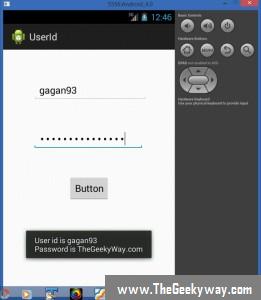 5556:Android_4.0
12:46
UserId
gagan93
Button
User id is gagan93
Password is TheGeekyWay.com
Basic Controls
Hardware Buttons
MENU
DPAD not enabled in AVD
Hardware Keyboard
Use your physical keyboard to provide input
www.TheGeekyway.com